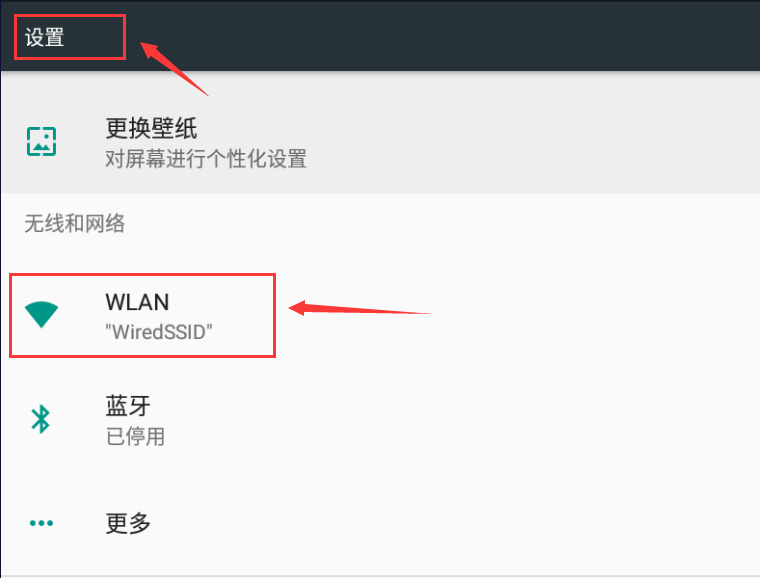 设置
更换壁纸
对屏幕进行个性化设置
无线和网络
WLAN
"WiredSSID"
蓝牙
已停用
更多